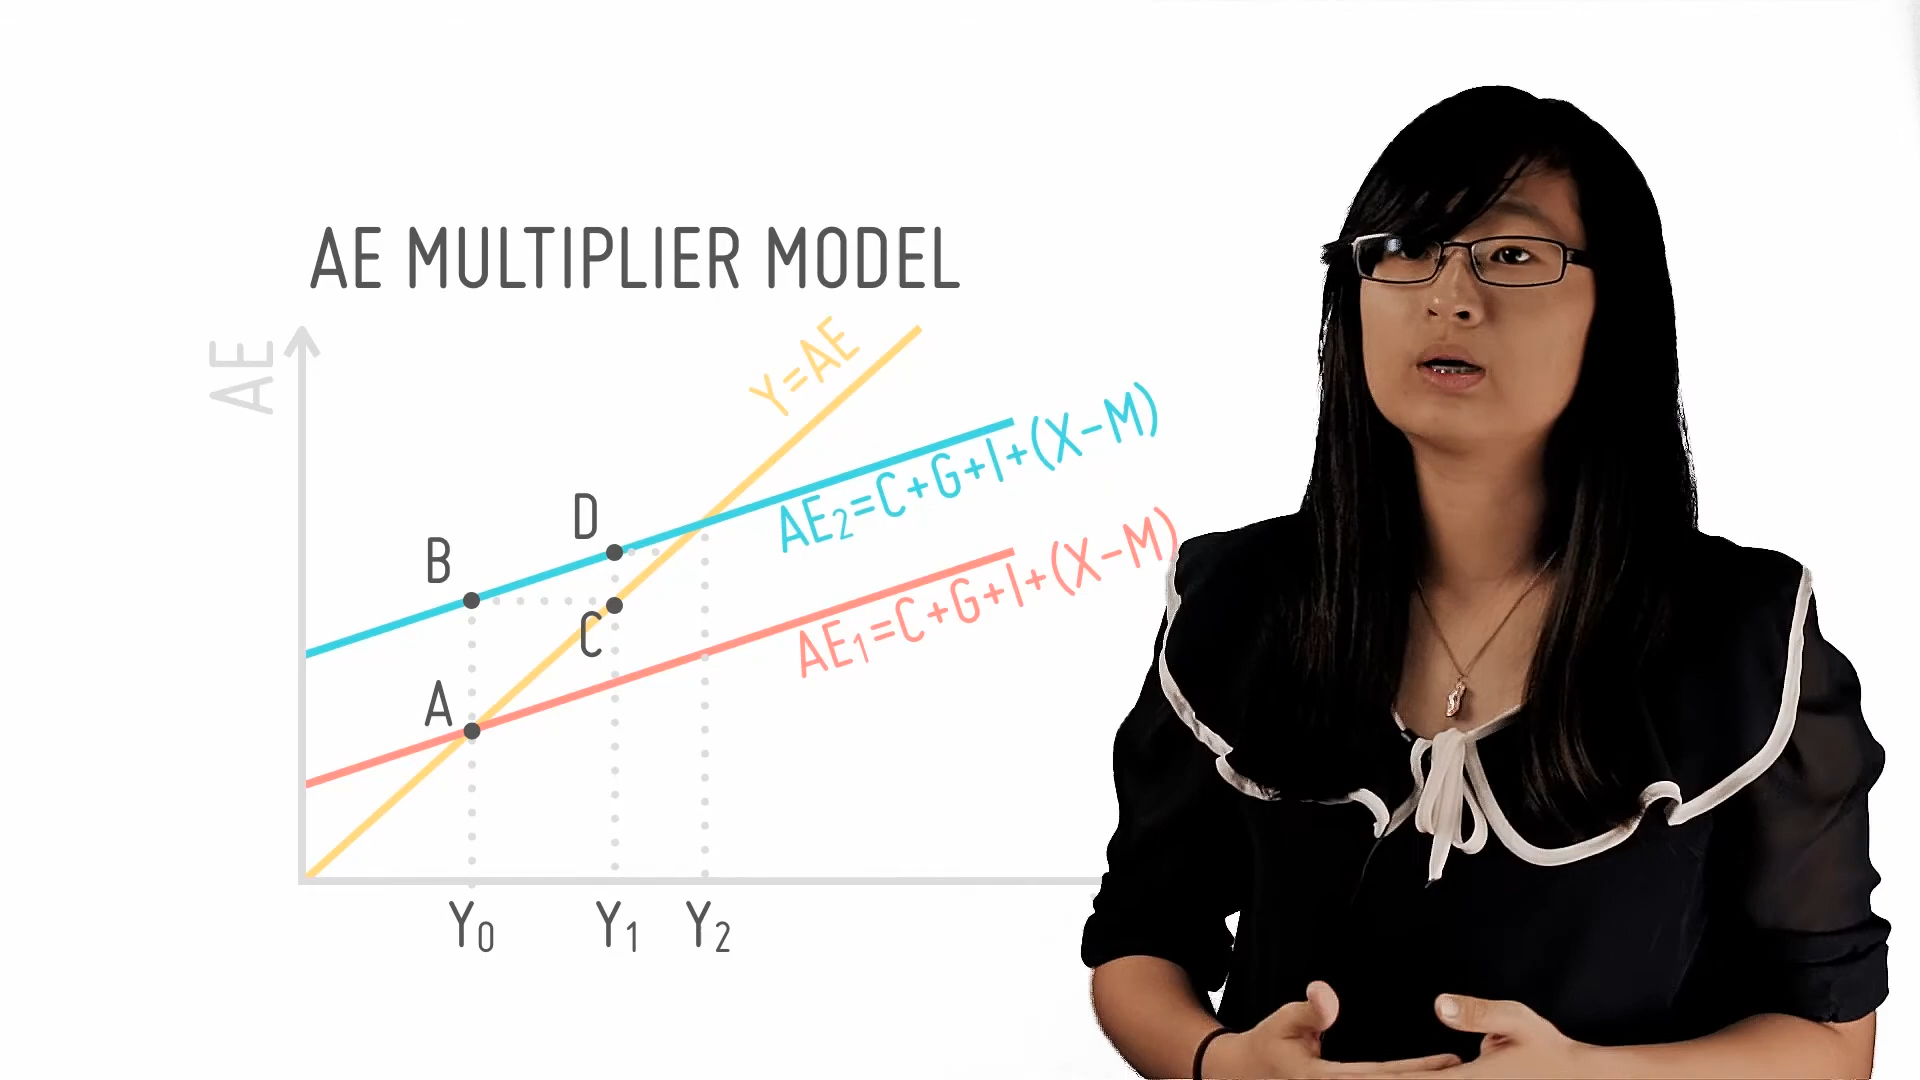 AE MULTIPLIER MODEL
AE
Y=AE
AE₂=C+G+I+(X-M)
AE₁=C+G+I+(X-M)
B
D
C
A
Y₀ Y₁ Y₂